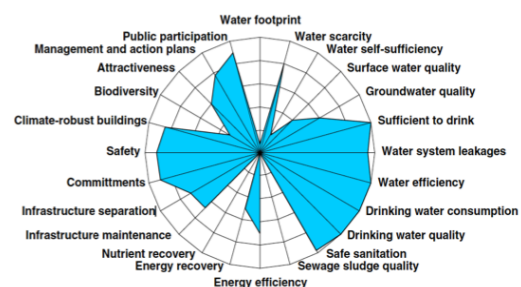 Water footprint
Water scarcity
Water self-sufficiency
Surface water quality
Groundwater quality
Sufficient to drink
Water system leakages
Water efficiency
Drinking water consumption
Drinking water quality
Safe sanitation
Sewage sludge quality
Energy efficiency
Energy recovery
Nutrient recovery
Infrastructure maintenance
Infrastructure separation
Committments
Safety
Climate-robust buildings
Biodiversity
Attractiveness
Management and action plans
Public participation